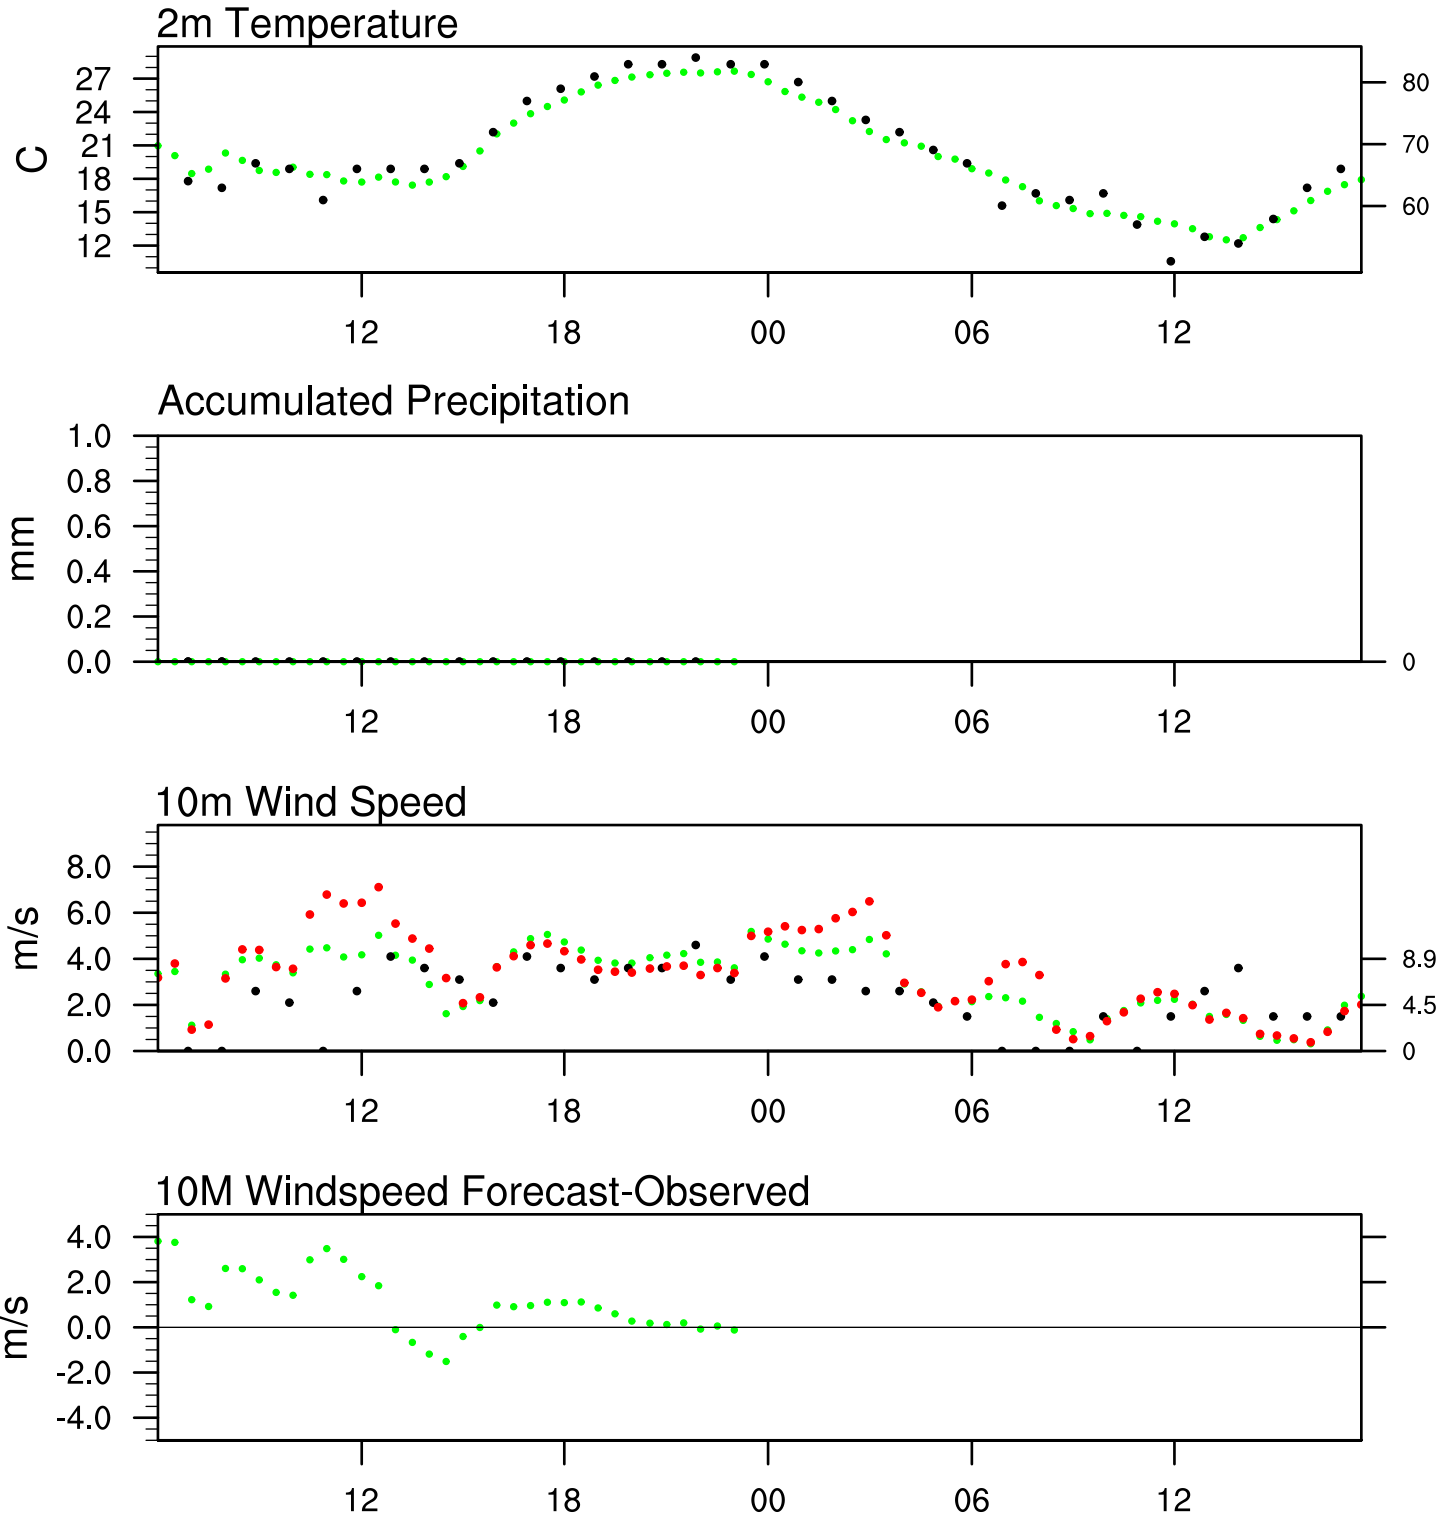 2m Temperature
C
27
24
21
18
15
12
80
70
60
12 18 00 06 12
Accumulated Precipitation
mm
1.0
0.8
0.6
0.4
0.2
0.0
0
12 18 00 06 12
10m Wind Speed
m/s
8.0
6.0
4.0
2.0
0.0
8.9
4.5
0
12 18 00 06 12
10M Windspeed Forecast-Observed
m/s
4.0
2.0
0.0
-2.0
-4.0
12 18 00 06 12